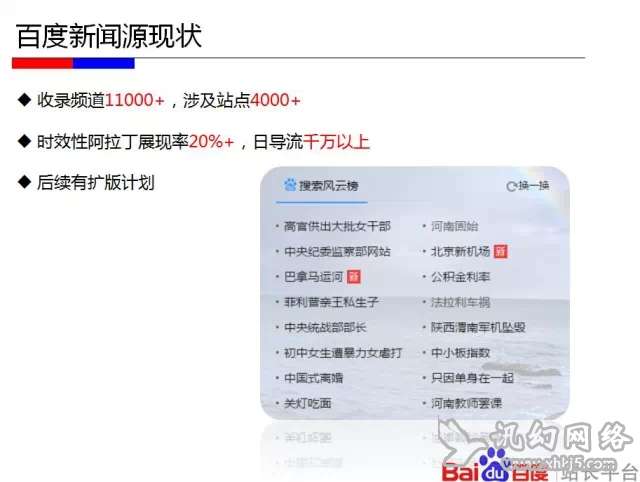 百度新闻源现状
◆ 收录频道11000+，涉及站点4000+
◆ 时效性阿拉丁展现率20%+，日导流千万以上
◆ 后续有扩版计划
搜索风云榜 换一换
· 高官供出大批女干部 · 河南固始
· 中央纪委监察部网站 · 北京新机场 新
· 巴拿马运河 新 · 公积金利率
· 菲利普亲王私生子 · 法拉利车祸
· 中央统战部部长 · 陕西渭南军机坠毁
· 初中女生遭暴力女虐打 · 中小板指数
· 中国式离婚 · 只因单身在一起
· 关灯吃面 · 河南教师罢课
汛幻网络
www.xhkj5.com
Bai du 百度 站长平台